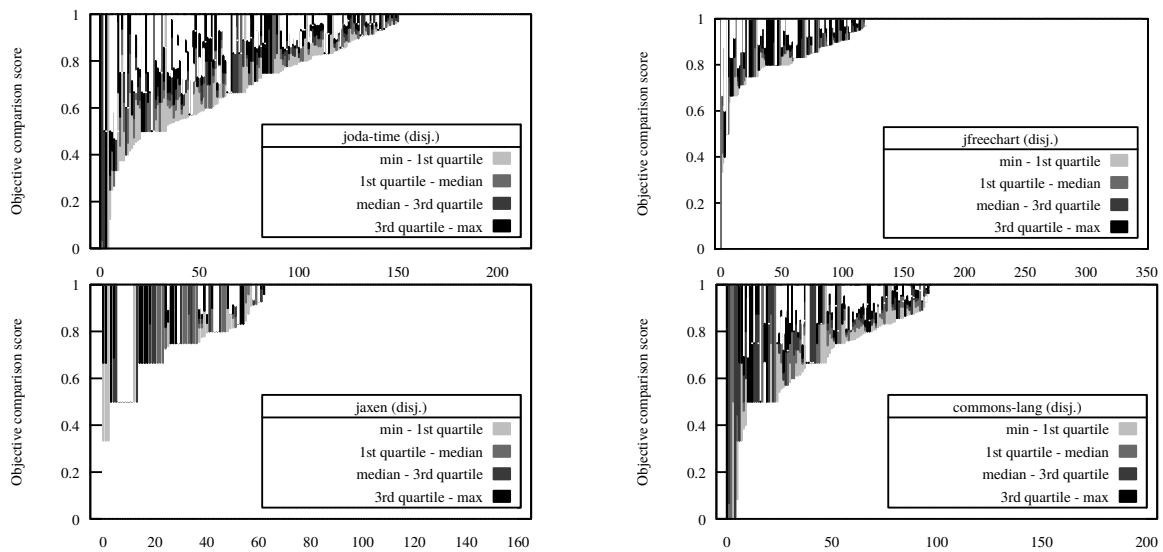 Objective comparison score
1
0.8
0.6
0.4
0.2
0
joda-time (disj.)
min - 1st quartile
1st quartile - median
median - 3rd quartile
3rd quartile - max
0 50 100 150 200
Objective comparison score
1
0.8
0.6
0.4
0.2
0
jfreechart (disj.)
min - 1st quartile
1st quartile - median
median - 3rd quartile
3rd quartile - max
0 50 100 150 200 250 300 350
Objective comparison score
1
0.8
0.6
0.4
0.2
0
jaxen (disj.)
min - 1st quartile
1st quartile - median
median - 3rd quartile
3rd quartile - max
0 20 40 60 80 100 120 140 160
Objective comparison score
1
0.8
0.6
0.4
0.2
0
commons-lang (disj.)
min - 1st quartile
1st quartile - median
median - 3rd quartile
3rd quartile - max
0 50 100 150 200